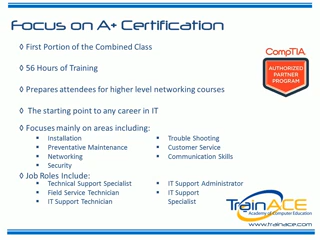 Focus on A+ Certification
◊ First Portion of the Combined Class
◊ 56 Hours of Training
◊ Prepares attendees for higher level networking courses
◊ The starting point to any career in IT
◊ Focuses mainly on areas including:
▪ Installation
▪ Preventative Maintenance
▪ Networking
▪ Security
▪ Trouble Shooting
▪ Customer Service
▪ Communication Skills
◊ Job Roles Include:
▪ Technical Support Specialist
▪ Field Service Technician
▪ IT Support Technician
▪ IT Support Administrator
▪ IT Support
Specialist
CompTIA
AUTHORIZED
PARTNER
PROGRAM
TrainACE
Academy of Computer Education
www.trainace.com